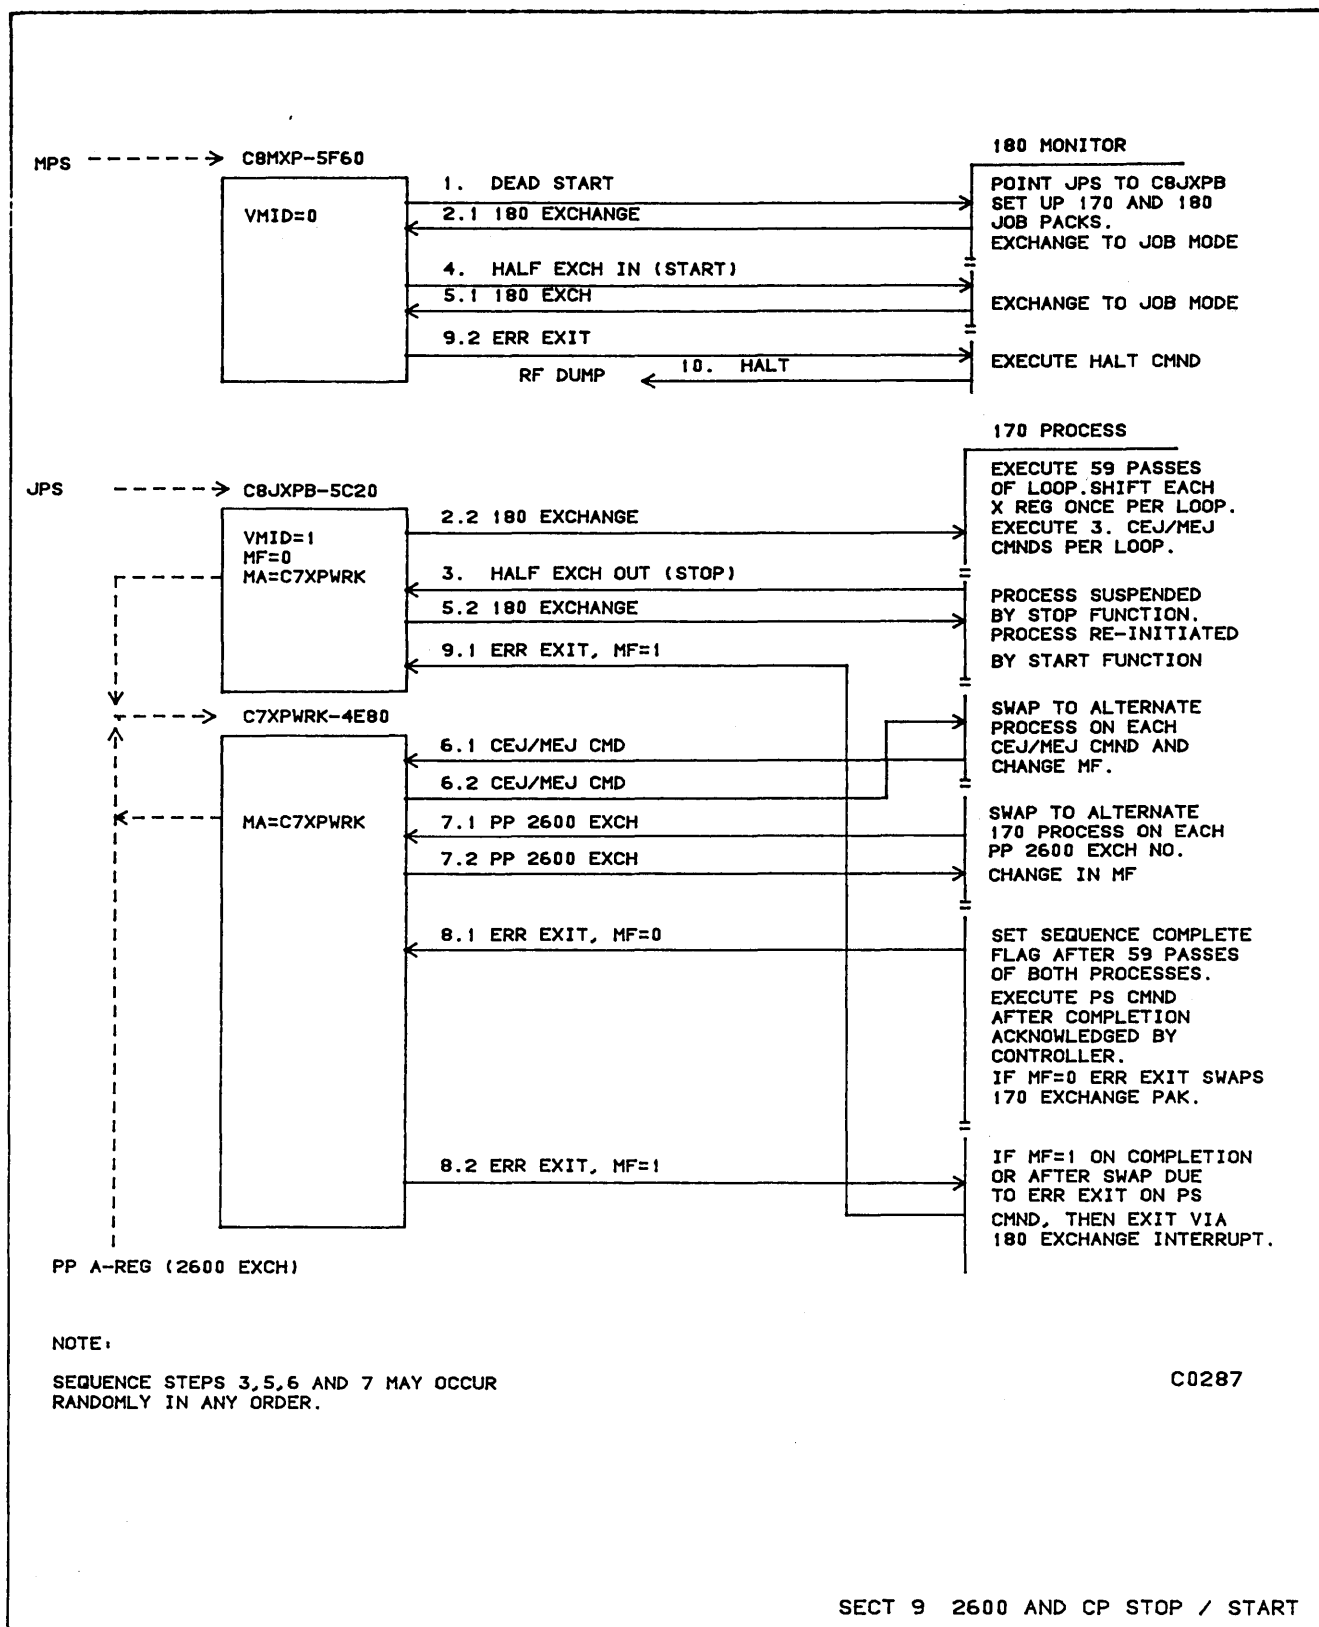 180 MONITOR
MPS
C8MXP-5F60
VMID=0
1. DEAD START
2.1 180 EXCHANGE
POINT JPS TO C8JXPB
SET UP 170 AND 180
JOB PACKS.
EXCHANGE TO JOB MODE
4. HALF EXCH IN (START)
5.1 180 EXCH
EXCHANGE TO JOB MODE
9.2 ERR EXIT
EXECUTE HALT CMND
RF DUMP
10. HALT
170 PROCESS
JPS
C8JXPB-5C20
VMID=1
MF=0
MA=C7XPWRK
2.2 180 EXCHANGE
EXECUTE 59 PASSES
OF LOOP.SHIFT EACH
X REG ONCE PER LOOP.
EXECUTE 3. CEJ/MEJ
CMNDS PER LOOP.
3. HALF EXCH OUT (STOP)
5.2 180 EXCHANGE
9.1 ERR EXIT, MF=1
PROCESS SUSPENDED
BY STOP FUNCTION.
PROCESS RE-INITIATED
BY START FUNCTION
C7XPWRK-4E80
MA=C7XPWRK
6.1 CEJ/MEJ CMD
6.2 CEJ/MEJ CMD
SWAP TO ALTERNATE
PROCESS ON EACH
CEJ/MEJ CMND AND
CHANGE MF.
7.1 PP 2600 EXCH
7.2 PP 2600 EXCH
SWAP TO ALTERNATE
170 PROCESS ON EACH
PP 2600 EXCH NO.
CHANGE IN MF
8.1 ERR EXIT, MF=0
SET SEQUENCE COMPLETE
FLAG AFTER 59 PASSES
OF BOTH PROCESSES.
EXECUTE PS CMND
AFTER COMPLETION
ACKNOWLEDGED BY
CONTROLLER.
IF MF=0 ERR EXIT SWAPS
170 EXCHANGE PAK.
8.2 ERR EXIT, MF=1
IF MF=1 ON COMPLETION
OR AFTER SWAP DUE
TO ERR EXIT ON PS
CMND, THEN EXIT VIA
180 EXCHANGE INTERRUPT.
PP A-REG (2600 EXCH)
NOTE:
SEQUENCE STEPS 3,5,6 AND 7 MAY OCCUR
RANDOMLY IN ANY ORDER.
C0287
SECT 9 2600 AND CP STOP / START